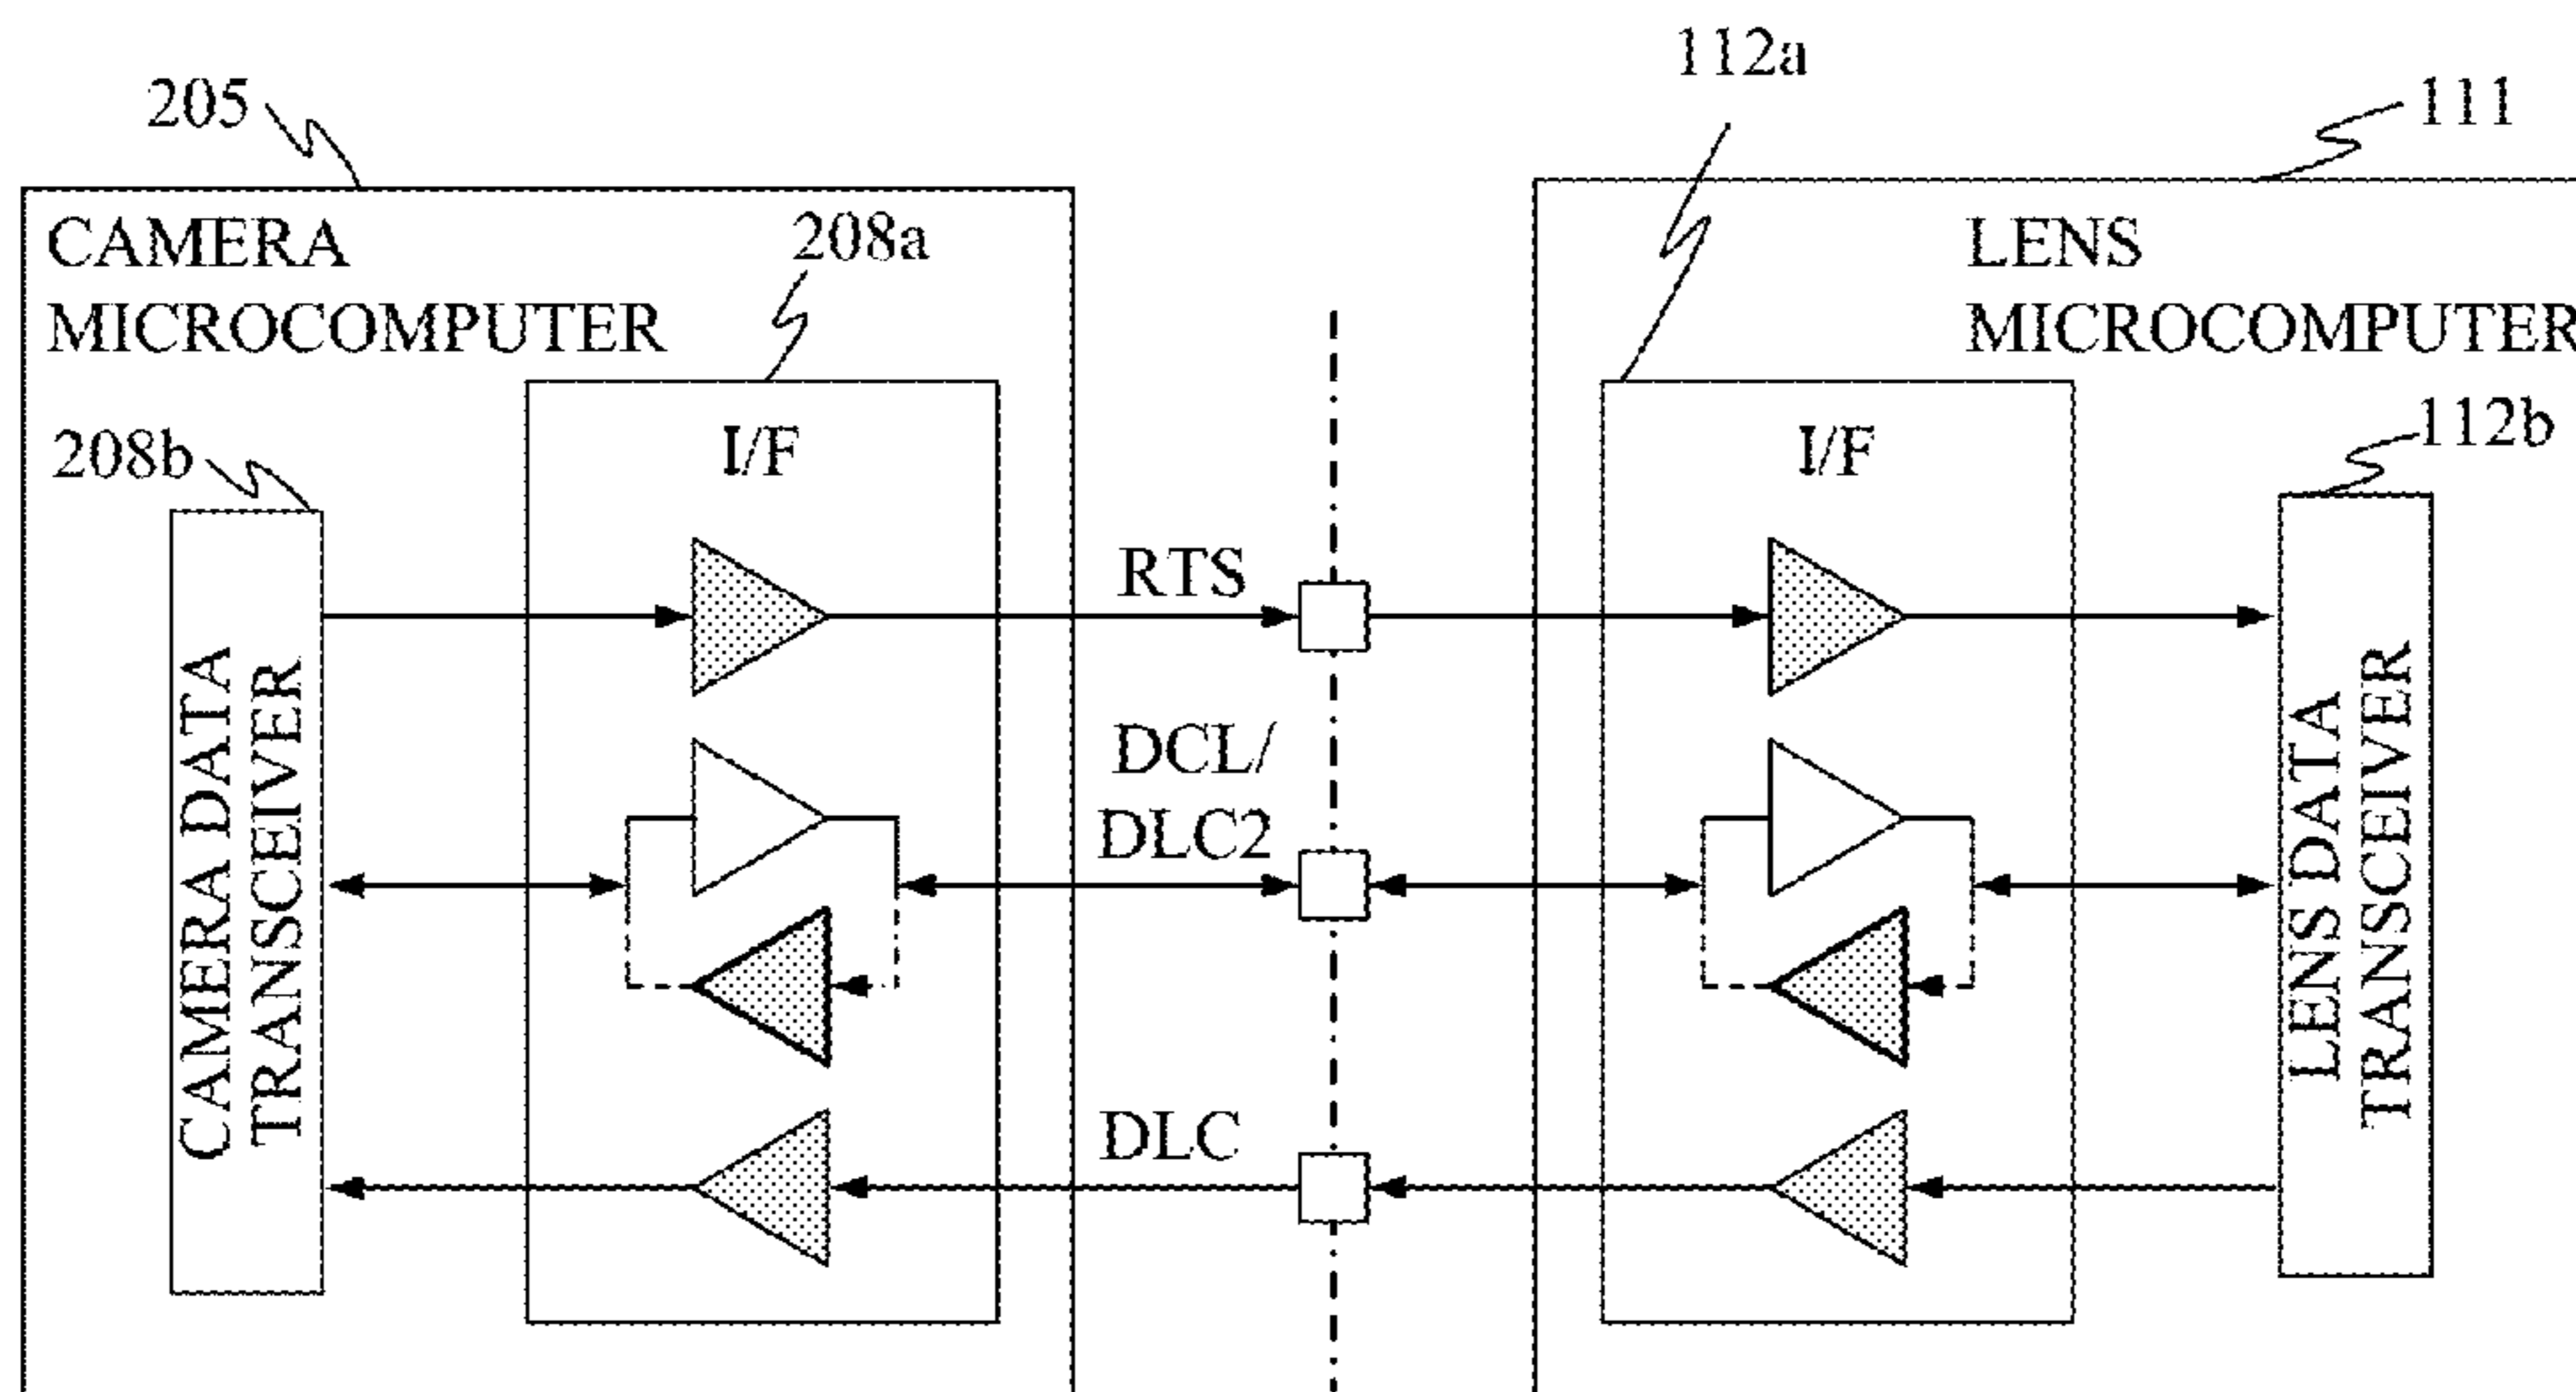 112a
205
111
CAMERA
MICROCOMPUTER
208a
LENS
MICROCOMPUTER
208b
I/F
I/F
112b
RTS
DCL/
DLC2
DLC
CAMERA DATA
TRANSCEIVER
LENS DATA
TRANSCEIVER